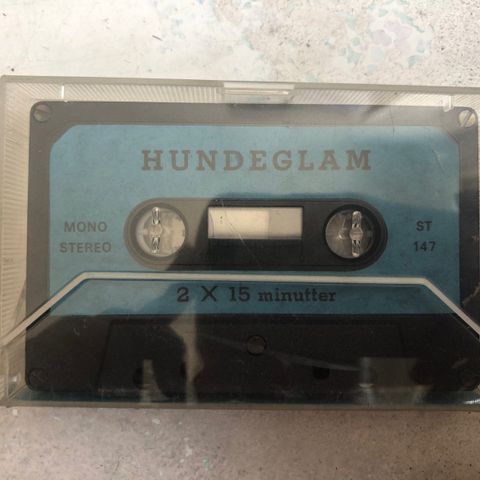 HUNDEGLAM
MONO
STEREO
ST
147
2 X 15 minutter